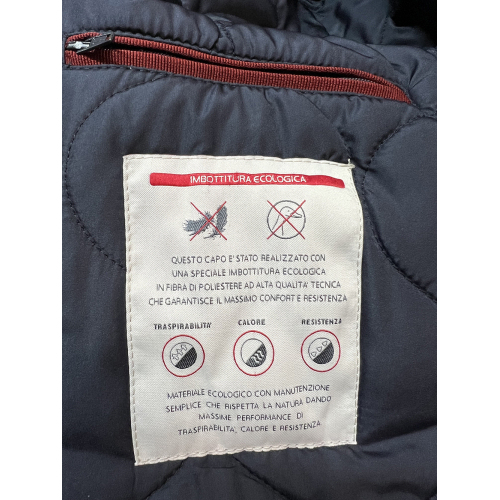 IMBOTTITURA ECOLOGICA
QUESTO CAPO E' STATO REALIZZATO CON
UNA SPECIALE IMBOTTITURA ECOLOGICA
IN FIBRA DI POLIESTERE AD ALTA QUALITA' TECNICA
CHE GARANTISCE IL MASSIMO CONFORT E RESISTENZA
TRASPIRABILITA' CALORE RESISTENZA
MATERIALE ECOLOGICO CON MANUTENZIONE
SEMPLICE CHE RISPETTA LA NATURA DANDO
MASSIME PERFORMANCE DI
TRASPIRABILITA', CALORE E RESISTENZA